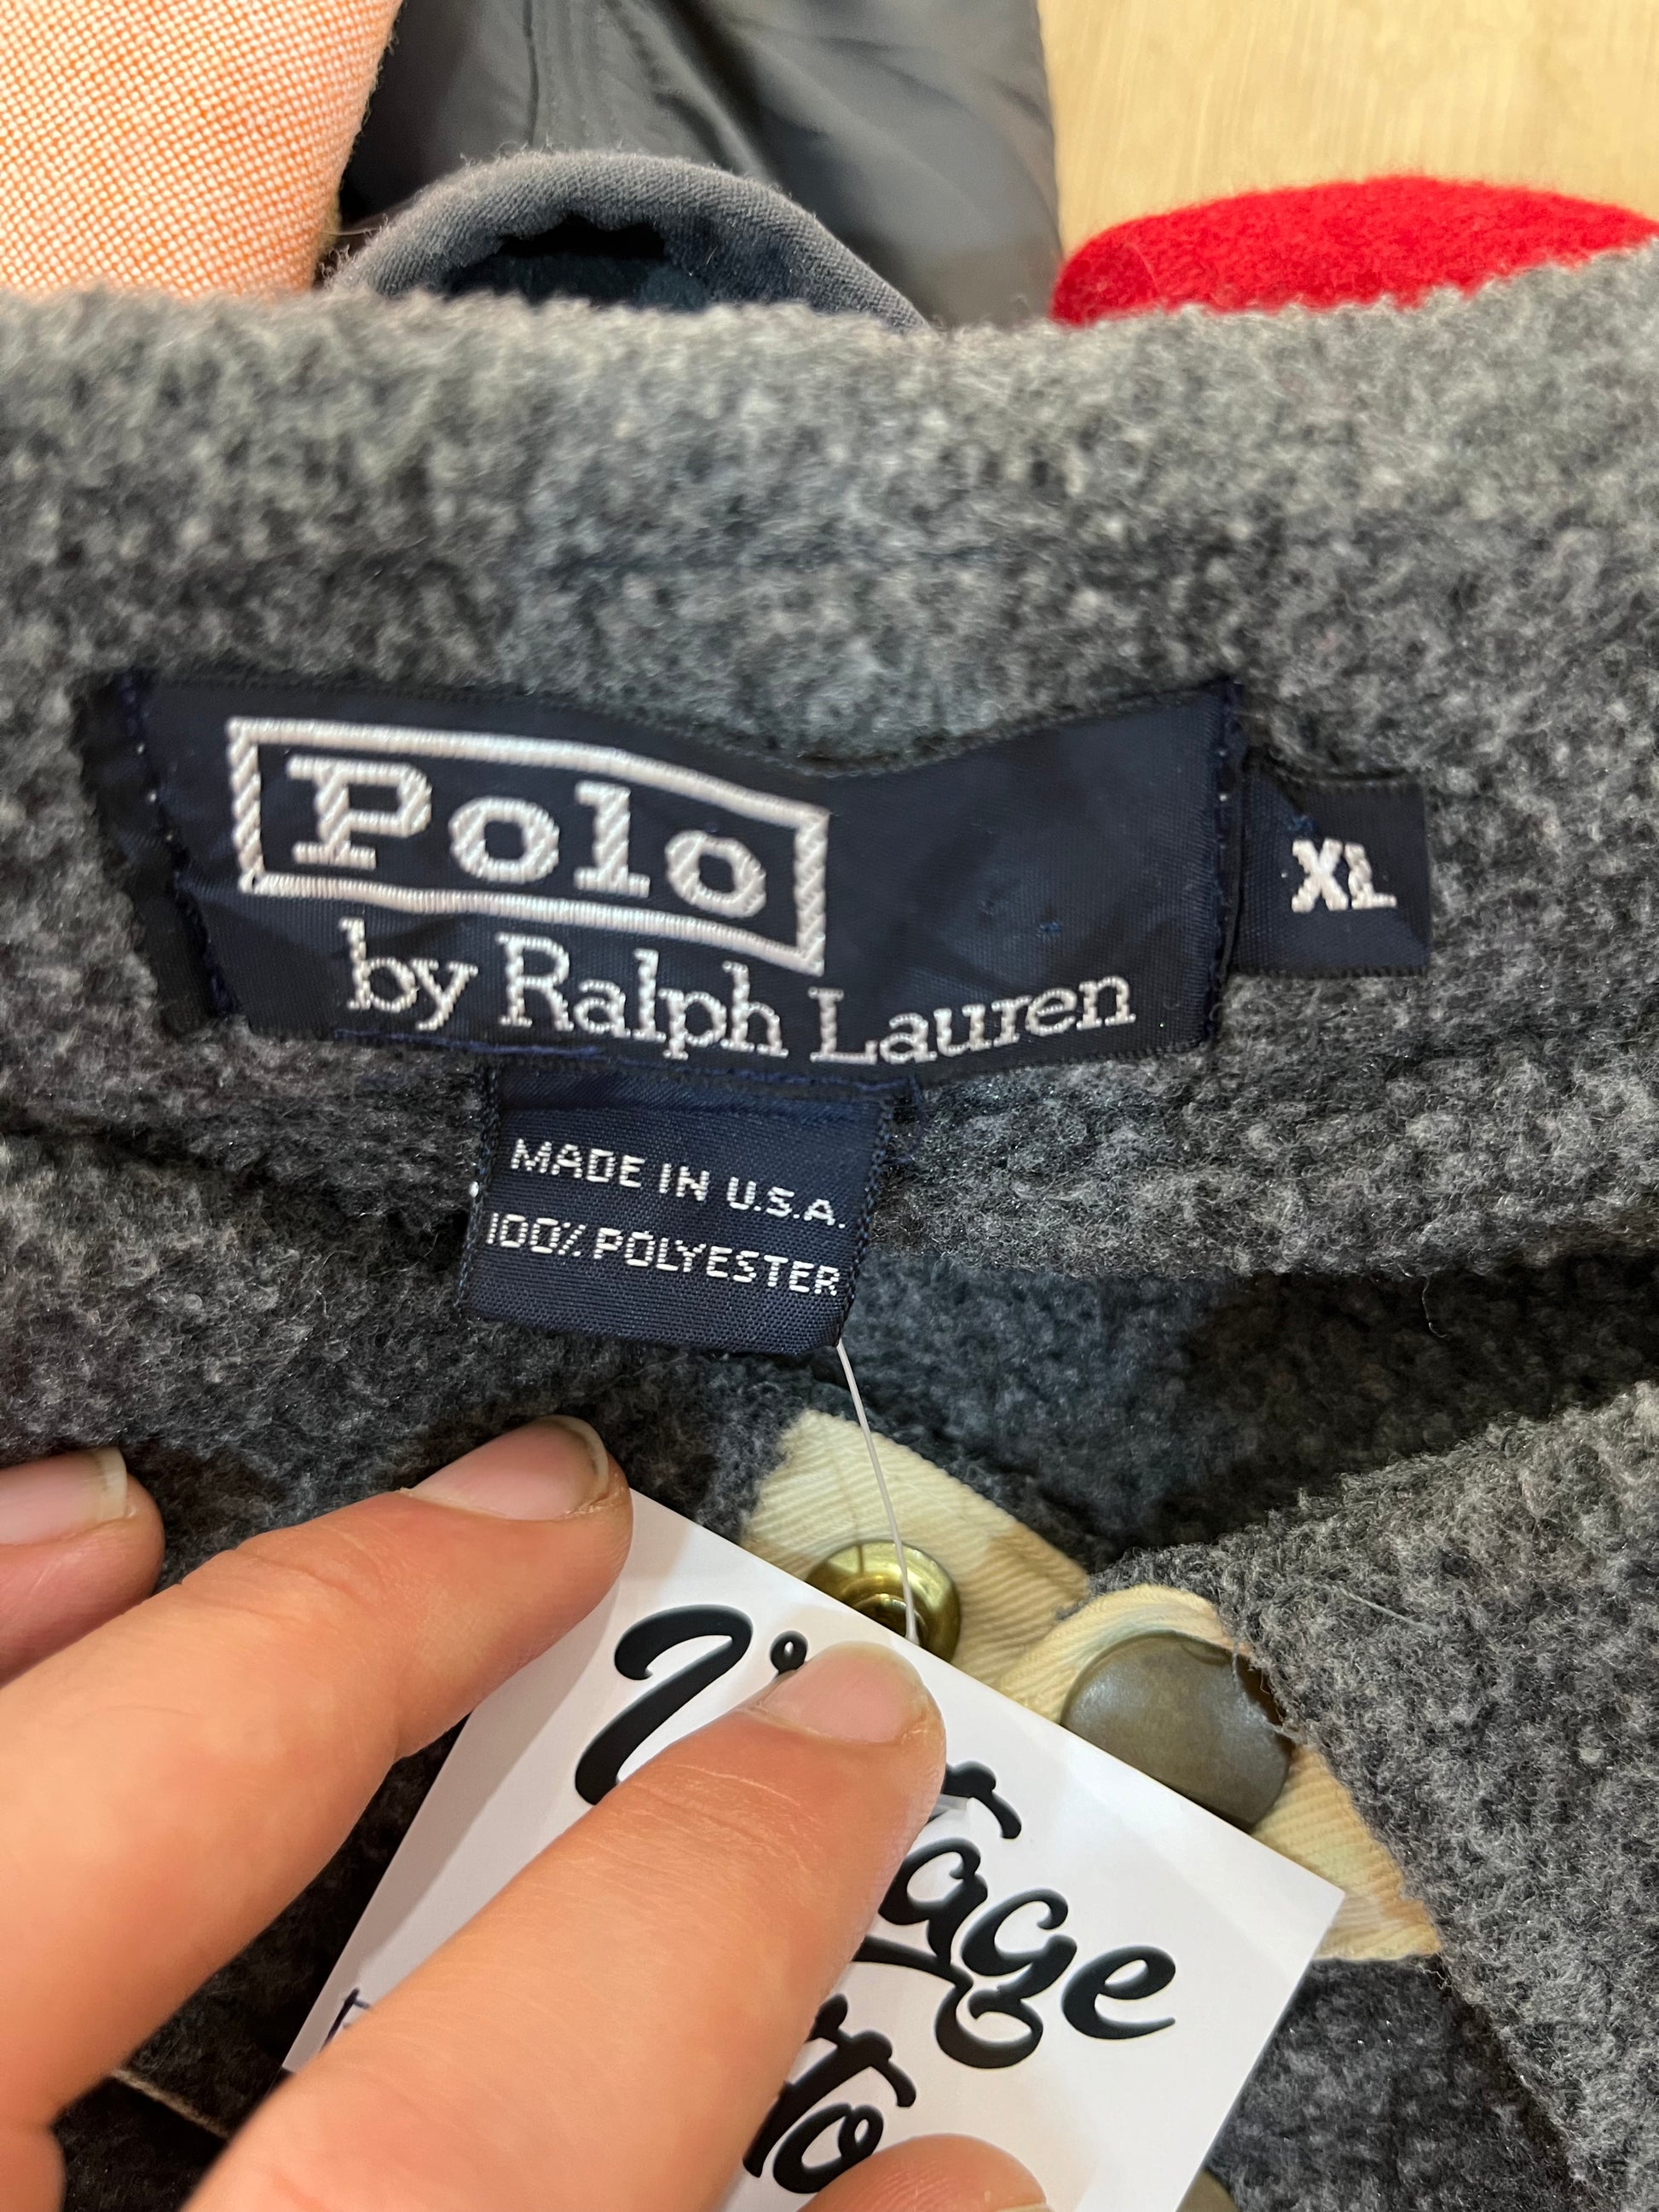 Polo
by Ralph Lauren
XL
MADE IN U.S.A.
100% POLYESTER